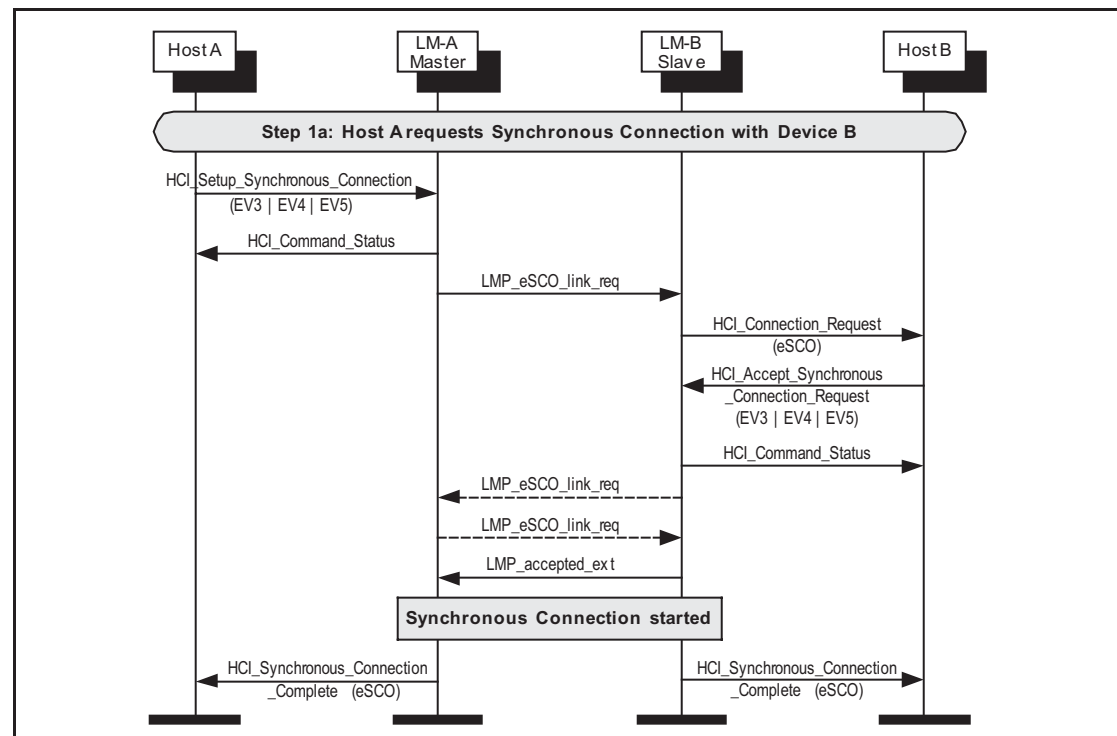 Host A
LM-A
Master
LM-B
Slave
Host B
Step 1a: Host A requests Synchronous Connection with Device B
HCI_Setup_Synchronous_Connection
(EV3 | EV4 | EV5)
HCI_Command_Status
LMP_eSCO_link_req
HCI_Connection_Request
(eSCO)
HCI_Accept_Synchronous
_Connection_Request
(EV3 | EV4 | EV5)
HCI_Command_Status
LMP_eSCO_link_req
LMP_eSCO_link_req
LMP_accepted_ext
Synchronous Connection started
HCI_Synchronous_Connection
_Complete (eSCO)
HCI_Synchronous_Connection
_Complete (eSCO)